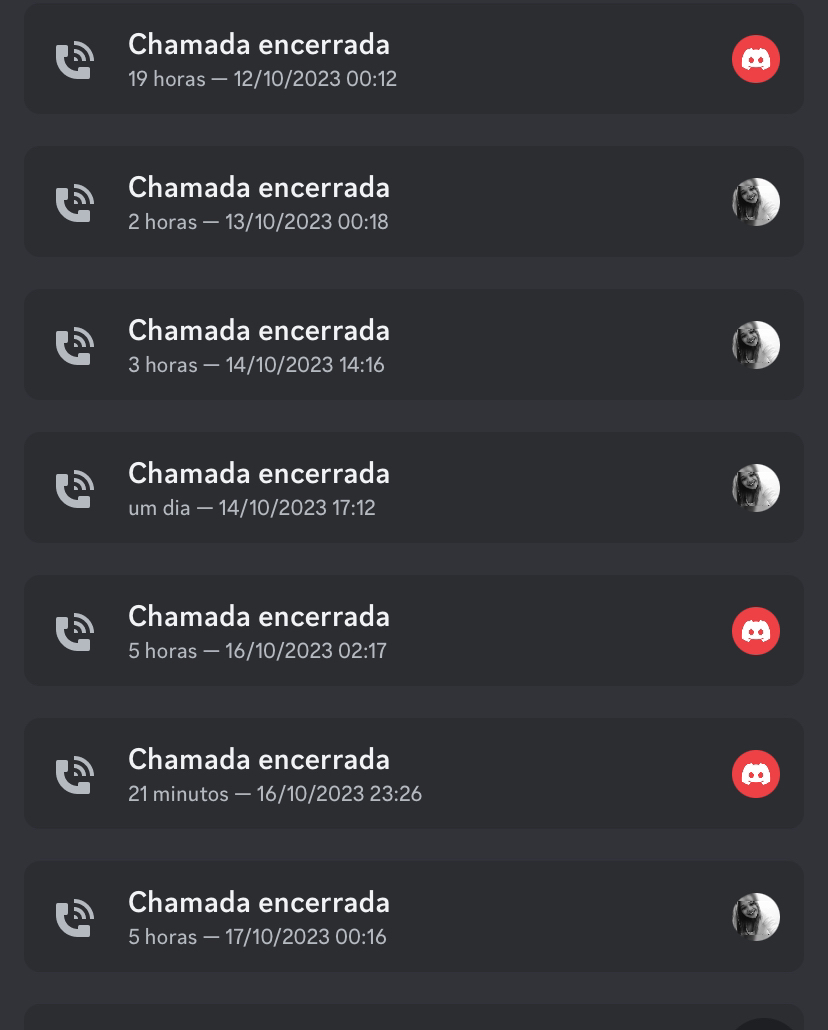 Chamada encerrada
19 horas — 12/10/2023 00:12
Chamada encerrada
2 horas — 13/10/2023 00:18
Chamada encerrada
3 horas — 14/10/2023 14:16
Chamada encerrada
um dia — 14/10/2023 17:12
Chamada encerrada
5 horas — 16/10/2023 02:17
Chamada encerrada
21 minutos — 16/10/2023 23:26
Chamada encerrada
5 horas — 17/10/2023 00:16